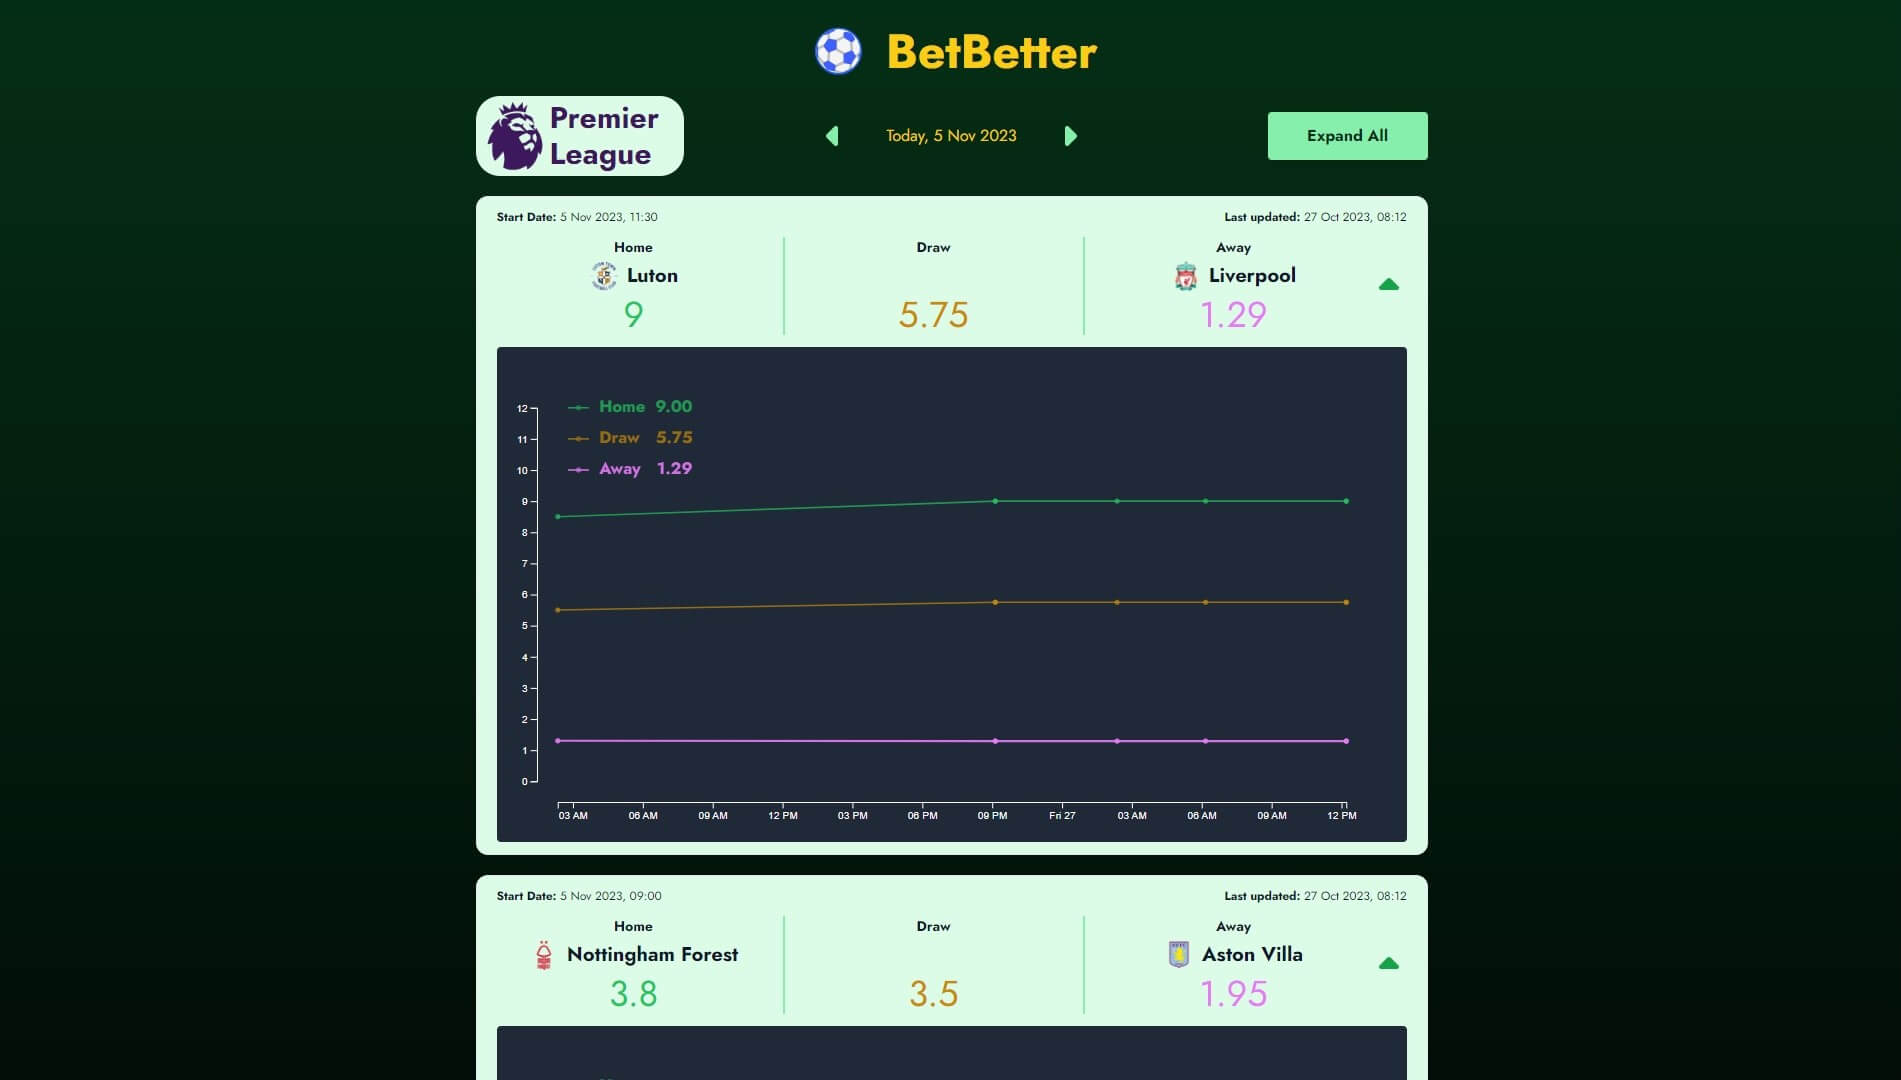 BetBetter
Premier
League
Today, 5 Nov 2023
Expand All
Start Date: 5 Nov 2023, 11:30
Last updated: 27 Oct 2023, 08:12
Home
Draw
Away
Luton
Liverpool
9
5.75
1.29
Home 9.00
Draw 5.75
Away 1.29
12
11
10
9
8
7
6
5
4
3
2
1
0
03 AM 06 AM 09 AM 12 PM 03 PM 06 PM 09 PM Fri 27 03 AM 06 AM 09 AM 12 PM
Start Date: 5 Nov 2023, 09:00
Last updated: 27 Oct 2023, 08:12
Home
Draw
Away
Nottingham Forest
Aston Villa
3.8
3.5
1.95